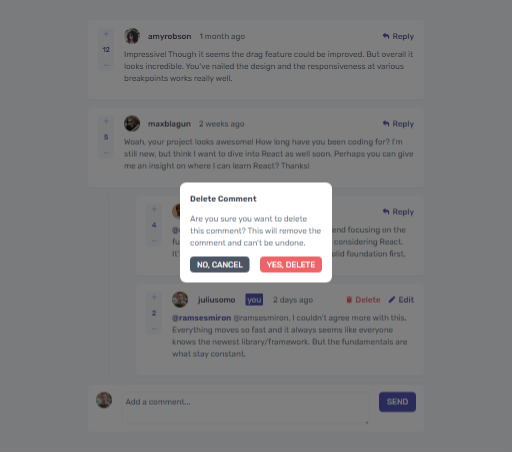 +
12
amyrobson 1 month ago
Reply
Impressive! Though it seems the drag feature could be improved. But overall it
looks incredible. You've nailed the design and the responsiveness at various
breakpoints works really well.
+
5
maxblagun 2 weeks ago
Reply
Woah, your project looks awesome! How long have you been coding for? I'm
still new, but think I want to dive into React as well soon. Perhaps you can give
me an insight on where I can learn React? Thanks!
Delete Comment
Are you sure you want to delete
this comment? This will remove the
comment and can't be undone.
NO, CANCEL
YES, DELETE
+
4
Reply
end focusing on the
considering React.
It's
solid foundation first.
+
2
juliusomo you 2 days ago
Delete
Edit
@ramsesmiron @ramsesmiron, I couldn't agree more with this.
Everything moves so fast and it always seems like everyone
knows the newest library/framework. But the fundamentals are
what stay constant.
Add a comment...
SEND